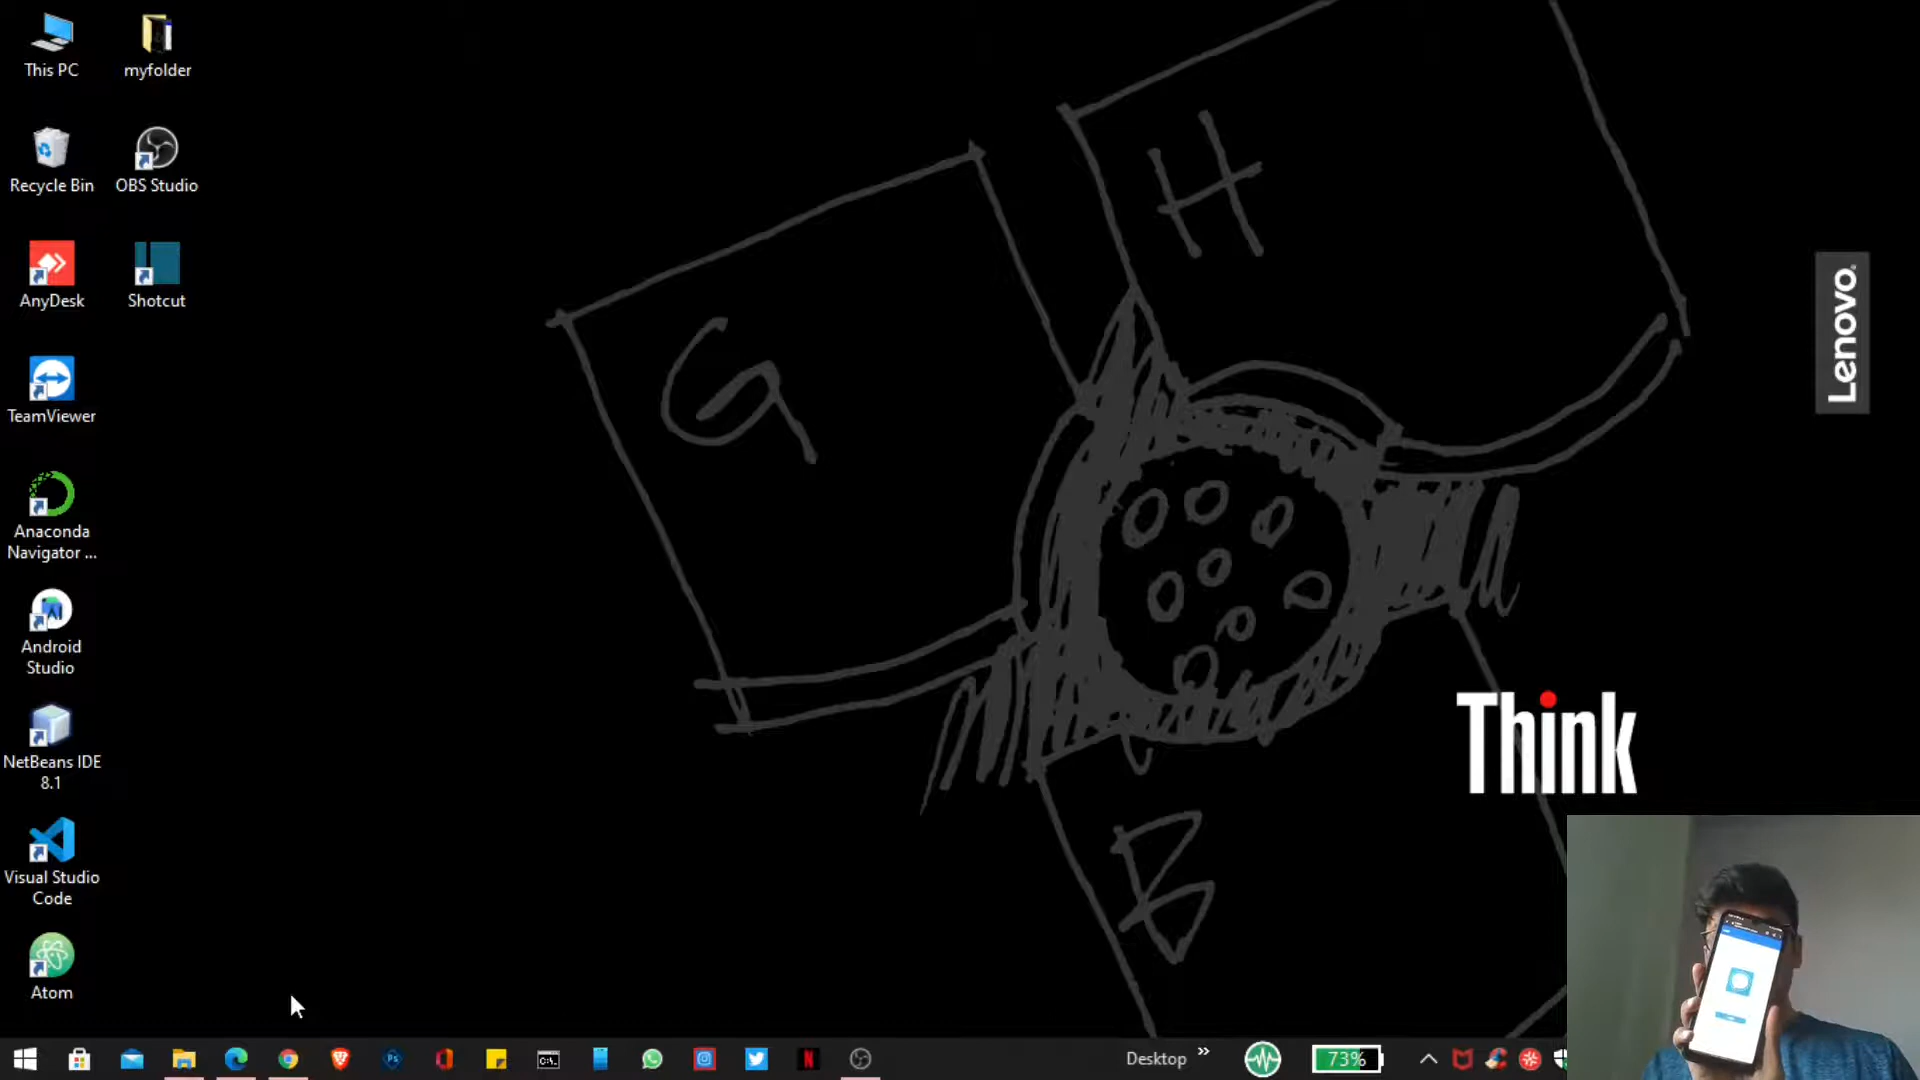 This PC
myfolder
Recycle Bin
OBS Studio
AnyDesk
Shotcut
TeamViewer
Anaconda
Navigator ...
Android
Studio
NetBeans IDE
8.1
Visual Studio
Code
Atom
G
H
B
Lenovo
Think
Ps
C:\.
N
Desktop
73%